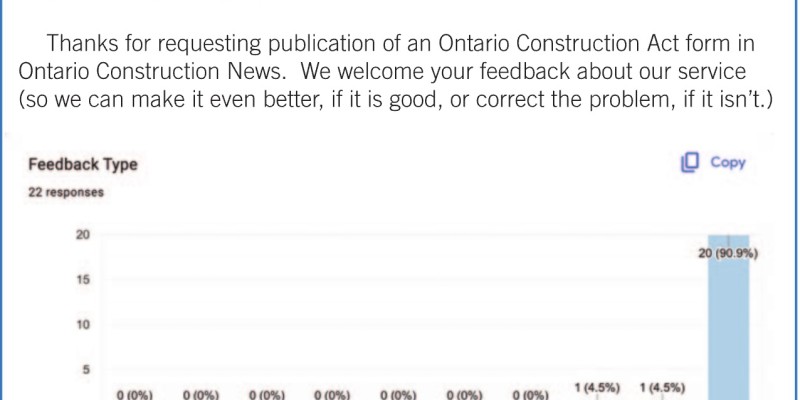 Thanks for requesting publication of an Ontario Construction Act form in
Ontario Construction News.  We welcome your feedback about our service
(so we can make it even better, if it is good, or correct the problem, if it isn't.)
Feedback Type
Copy
22 responses
20
20 (90.9%)
15
10
5
0 (0%) 0 (0%) 0 (0%) 0 (0%) 0 (0%) 0 (0%) 0 (0%) 1 (4.5%) 1 (4.5%)